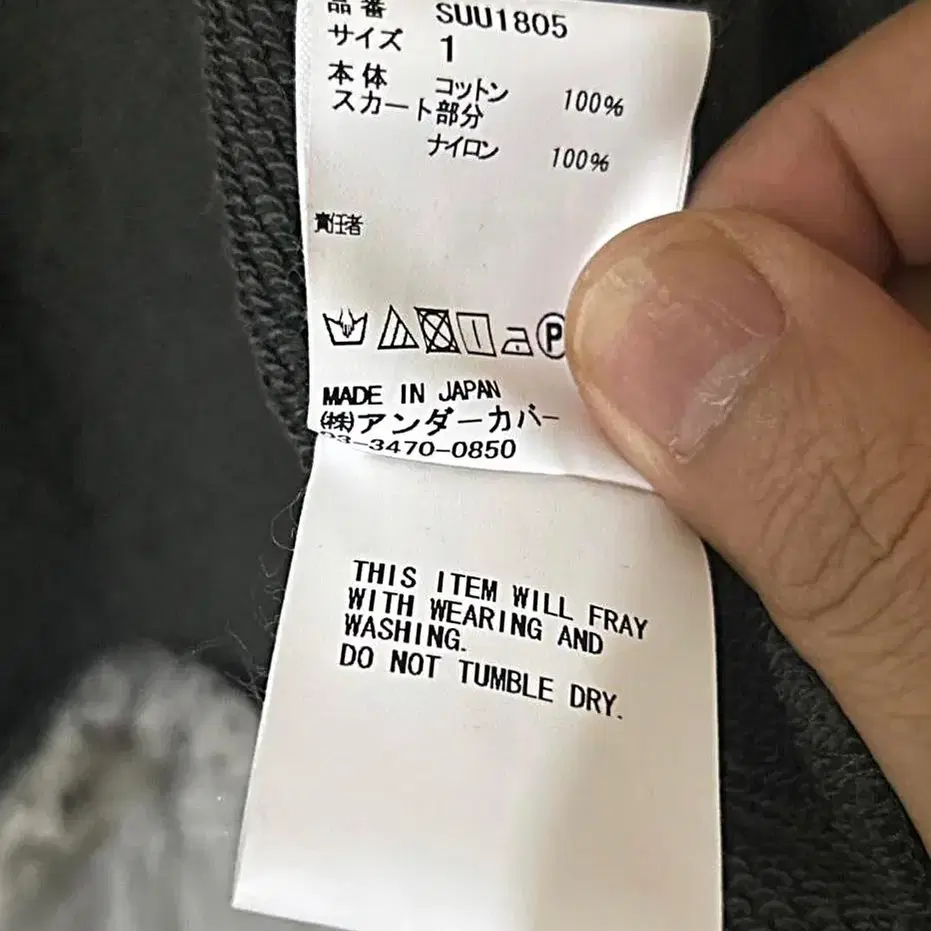 品番 SUU1805
サイズ 1
本体 コットン 100%
スカート部分
ナイロン 100%
責任者
P
MADE IN JAPAN
㈱アンダーカバー
03-3470-0850
THIS ITEM WILL FRAY
WITH WEARING AND
WASHING.
DO NOT TUMBLE DRY.